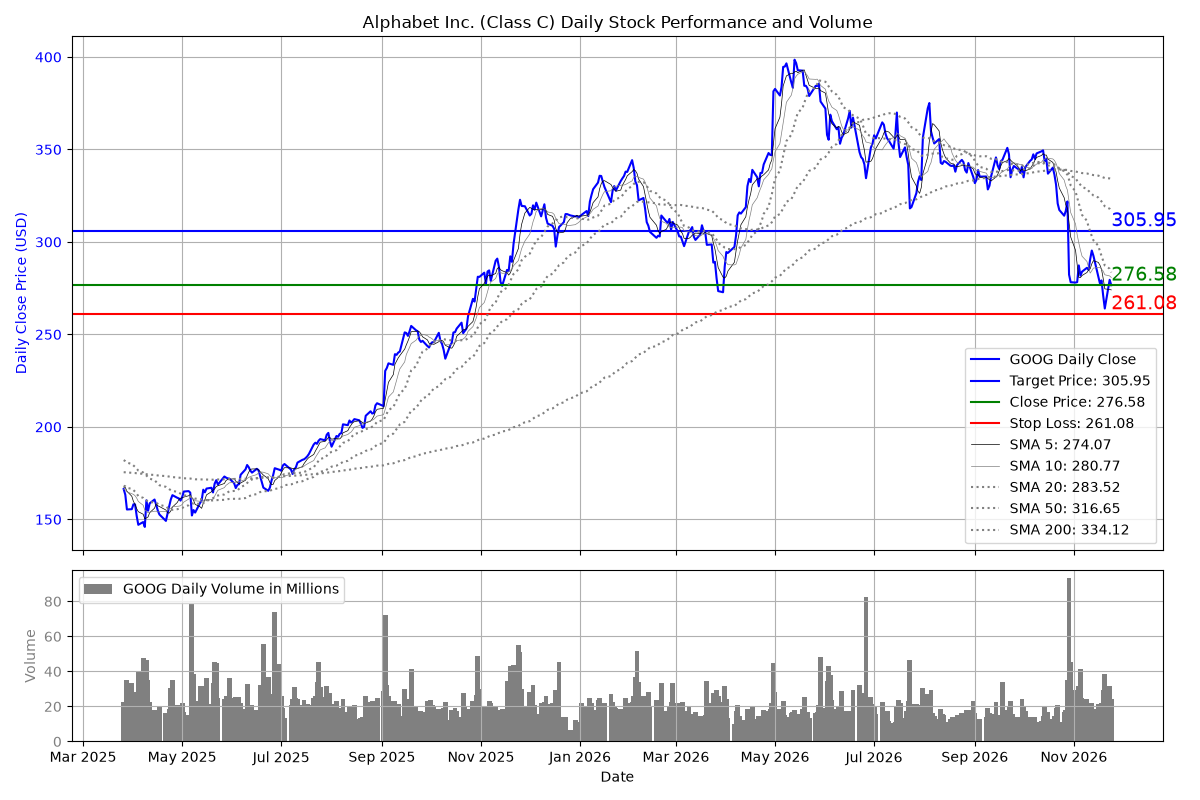 Alphabet Inc. (Class C) Daily Stock Performance and Volume
Daily Close Price (USD)
400
350
300
250
200
150
305.95
276.58
261.08
GOOG Daily Close
Target Price: 305.95
Close Price: 276.58
Stop Loss: 261.08
SMA 5: 274.07
SMA 10: 280.77
SMA 20: 283.52
SMA 50: 316.65
SMA 200: 334.12
GOOG Daily Volume in Millions
Volume
80
60
40
20
0
Mar 2025 May 2025 Jul 2025 Sep 2025 Nov 2025 Jan 2026 Mar 2026 May 2026 Jul 2026 Sep 2026 Nov 2026
Date